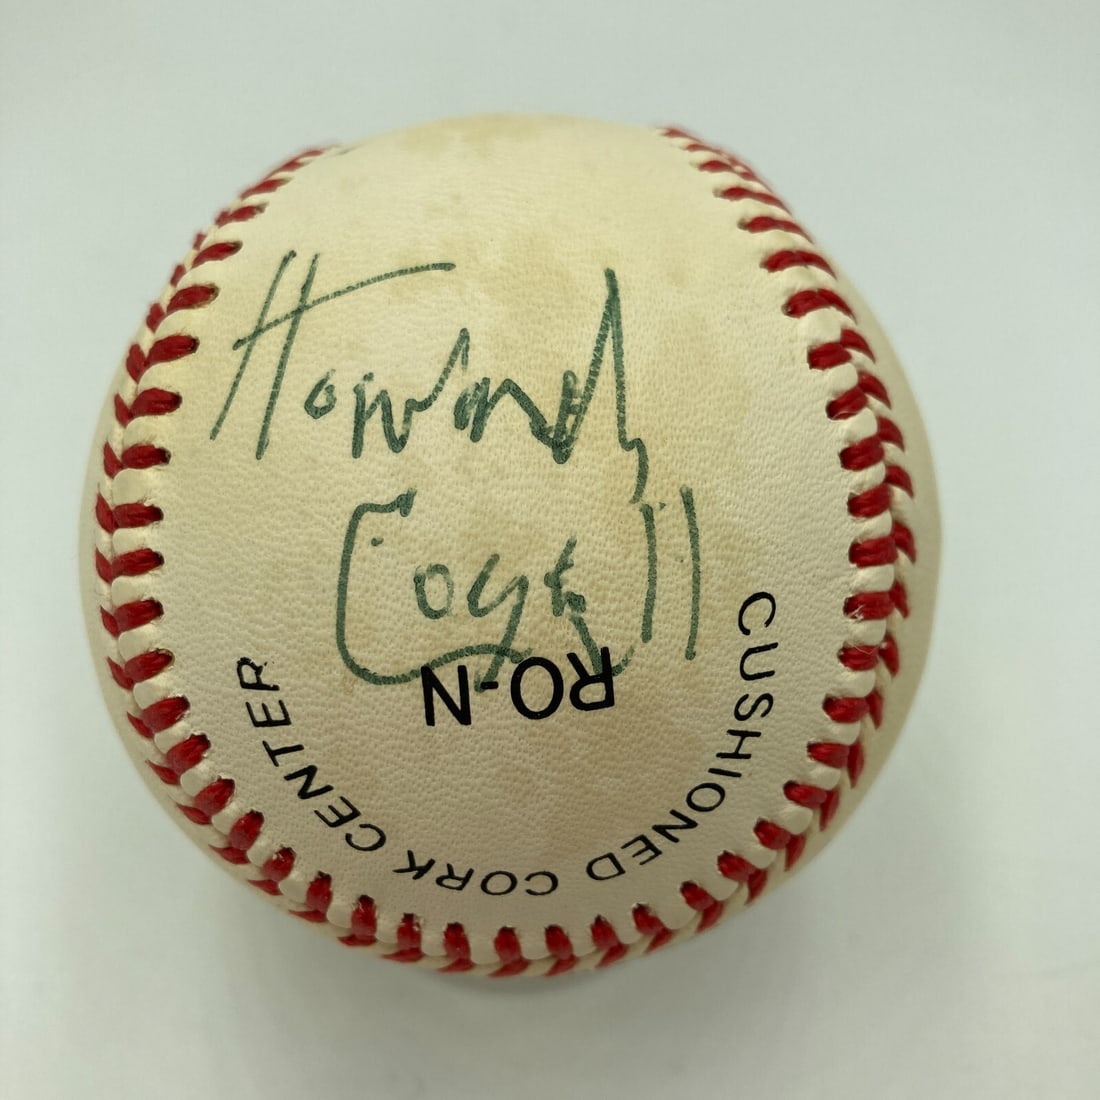 Howard
Cosell
RO-N
CUSHIONED CORK CENTER